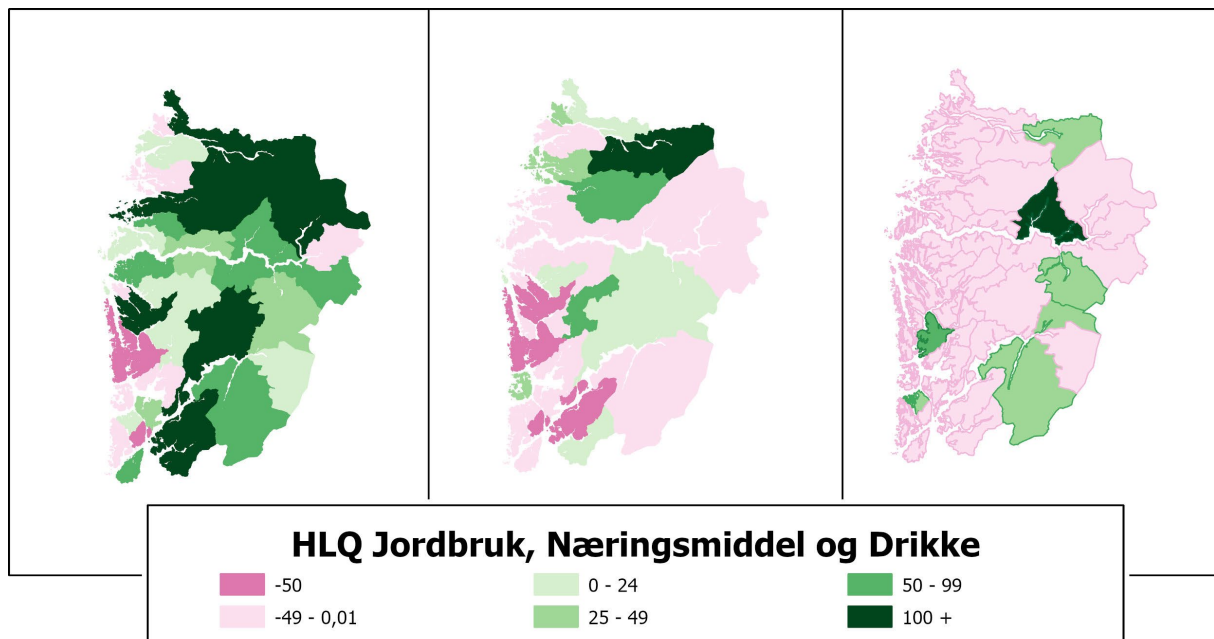 HLQ Jordbruk, Næringsmiddel og Drikke
-50
0 - 24
50 - 99
-49 - 0,01
25 - 49
100 +